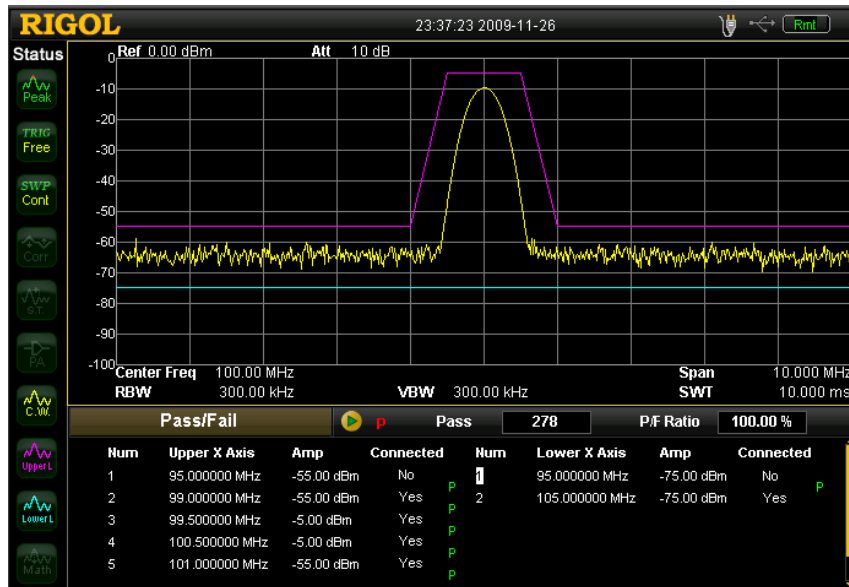 RIGOL 23:37:23 2009-11-26 Rmt
Status
Ref 0.00 dBm Att 10 dB
0
-10
-20
-30
-40
-50
-60
-70
-80
-90
-100
Peak
TRIG
Free
SWP
Cont
Corr
S.T.
PA
C.W.
Upper L
Lower L
Math
Center Freq 100.00 MHz Span 10.000 MHz
RBW 300.00 kHz VBW 300.00 kHz SWT 10.000 ms
Pass/Fail p Pass 278 P/F Ratio 100.00 %
Num Upper X Axis Amp Connected Num Lower X Axis Amp Connected
1 95.000000 MHz -55.00 dBm No P 1 95.000000 MHz -75.00 dBm No P
2 99.000000 MHz -55.00 dBm Yes P 2 105.000000 MHz -75.00 dBm Yes
3 99.500000 MHz -5.00 dBm Yes P
4 100.500000 MHz -5.00 dBm Yes P
5 101.000000 MHz -55.00 dBm Yes P